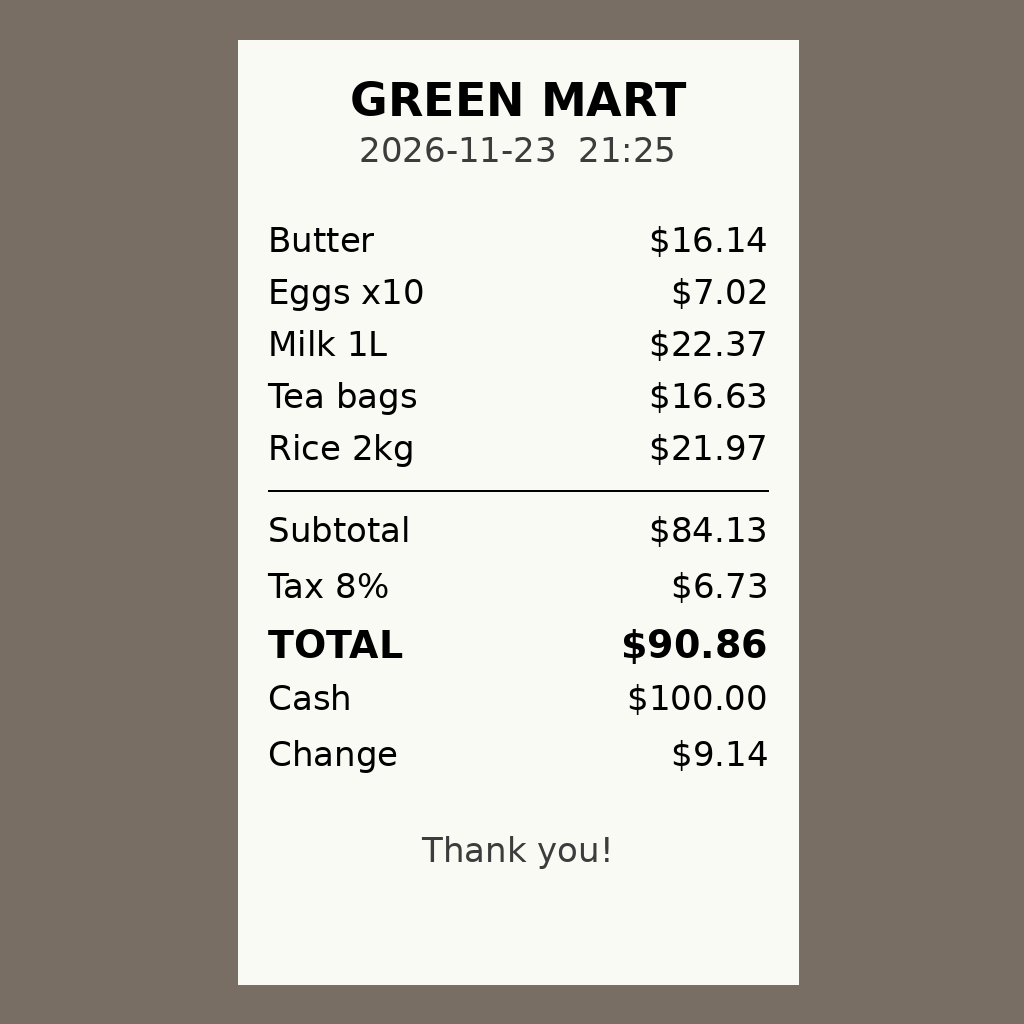 GREEN MART
2026-11-23  21:25
Butter $16.14
Eggs x10 $7.02
Milk 1L $22.37
Tea bags $16.63
Rice 2kg $21.97
Subtotal $84.13
Tax 8% $6.73
TOTAL $90.86
Cash $100.00
Change $9.14
Thank you!